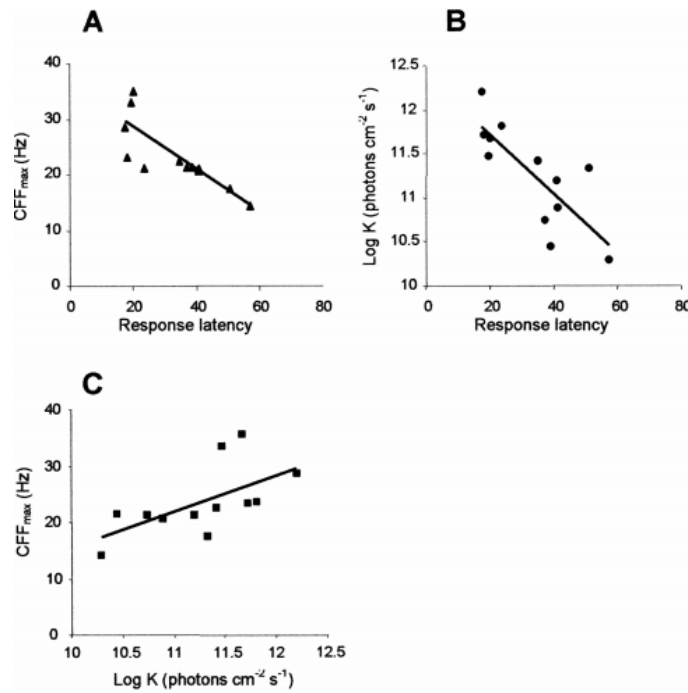 A
40
30
20
10
0
CFFmax (Hz)
0 20 40 60 80
Response latency
B
12.5
12
11.5
11
10.5
10
Log K (photons cm-2 s-1)
0 20 40 60 80
Response latency
C
40
30
20
10
0
CFFmax (Hz)
10 10.5 11 11.5 12 12.5
Log K (photons cm-2 s-1)